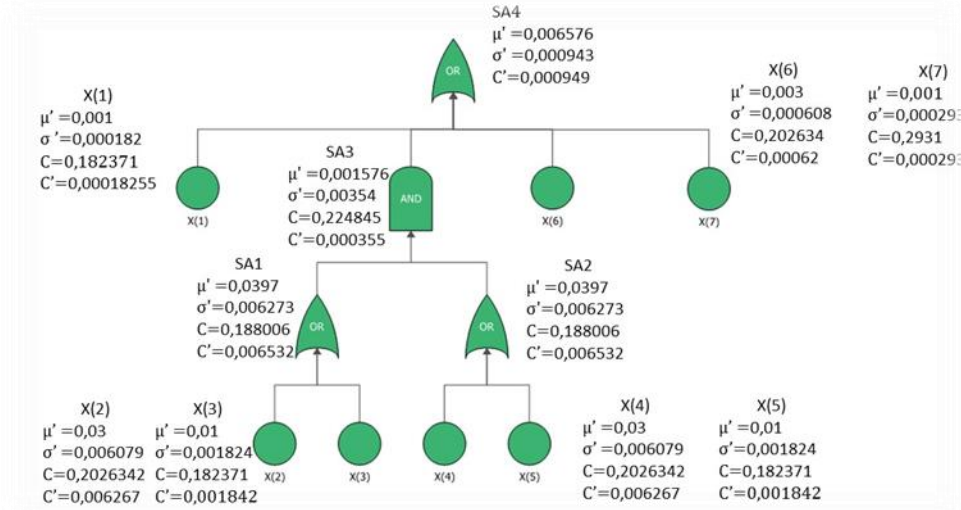 SA4
μ' =0,006576
σ' =0,000943
C'=0,000949
OR
X(1)
μ' =0,001
σ '=0,000182
C=0,182371
C'=0,00018255
X(6)
μ' =0,003
σ'=0,000608
C=0,202634
C'=0,00062
X(7)
μ' =0,001
σ'=0,000293
C=0,2931
C'=0,000293
SA3
μ' =0,001576
σ'=0,00354
C=0,224845
C'=0,000355
AND
X(1)
X(6)
X(7)
SA1
μ' =0,0397
σ'=0,006273
C=0,188006
C'=0,006532
OR
SA2
μ' =0,0397
σ'=0,006273
C=0,188006
C'=0,006532
OR
X(2)
μ' =0,03
σ' =0,006079
C=0,2026342
C'=0,006267
X(3)
μ' =0,01
σ' =0,001824
C=0,182371
C'=0,001842
X(2)
X(3)
X(4)
X(5)
X(4)
μ' =0,03
σ' =0,006079
C=0,2026342
C'=0,006267
X(5)
μ' =0,01
σ' =0,001824
C=0,182371
C'=0,001842